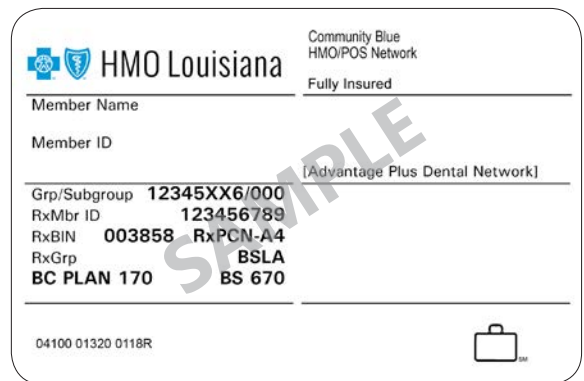 HMO Louisiana
Community Blue
HMO/POS Network
Fully Insured
Member Name
Member ID
[Advantage Plus Dental Network]
Grp/Subgroup 12345XX6/000
RxMbr ID 123456789
RxBIN 003858 RxPCN-A4
RxGrp BSLA
BC PLAN 170 BS 670
04100 01320 0118R
SM
SAMPLE